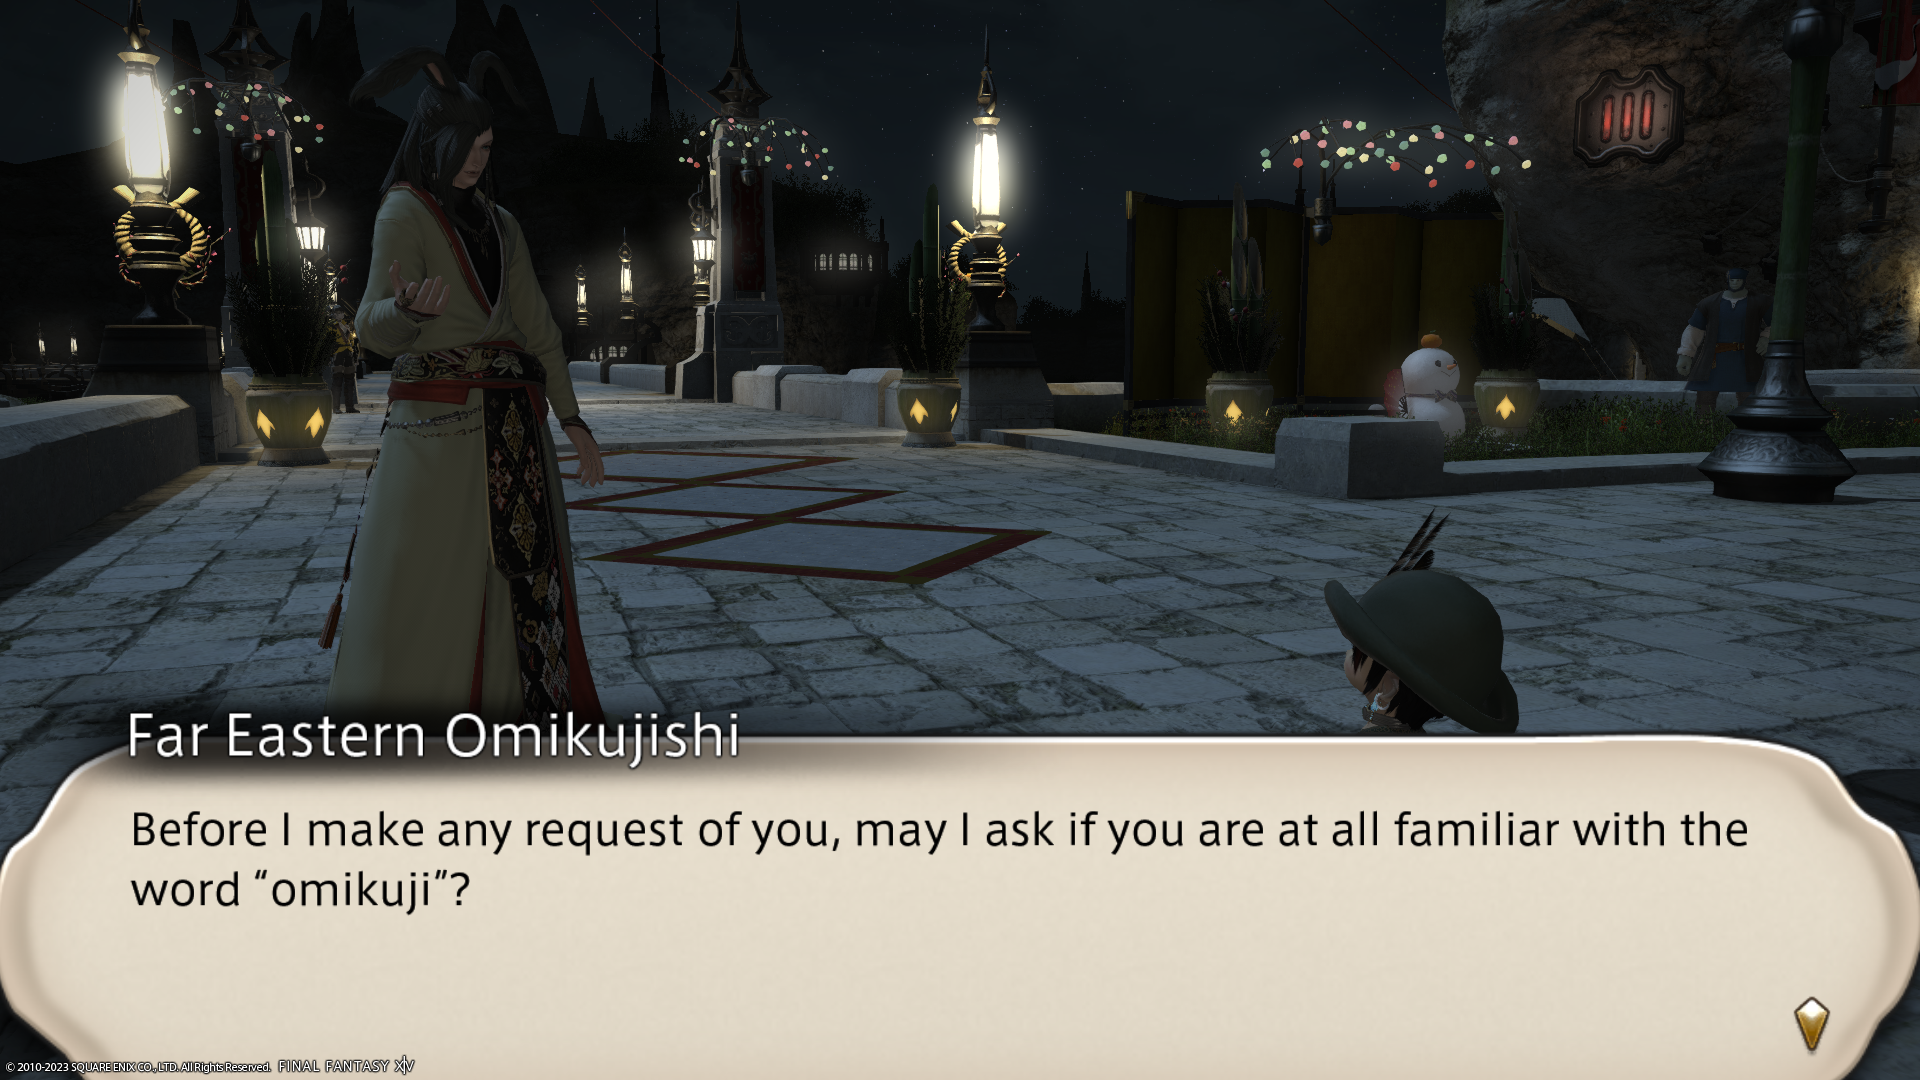 Far Eastern Omikujishi
Before I make any request of you, may I ask if you are at all familiar with the
word “omikuji”?
© 2010-2023 SQUARE ENIX CO., LTD. All Rights Reserved. FINAL FANTASY XIV